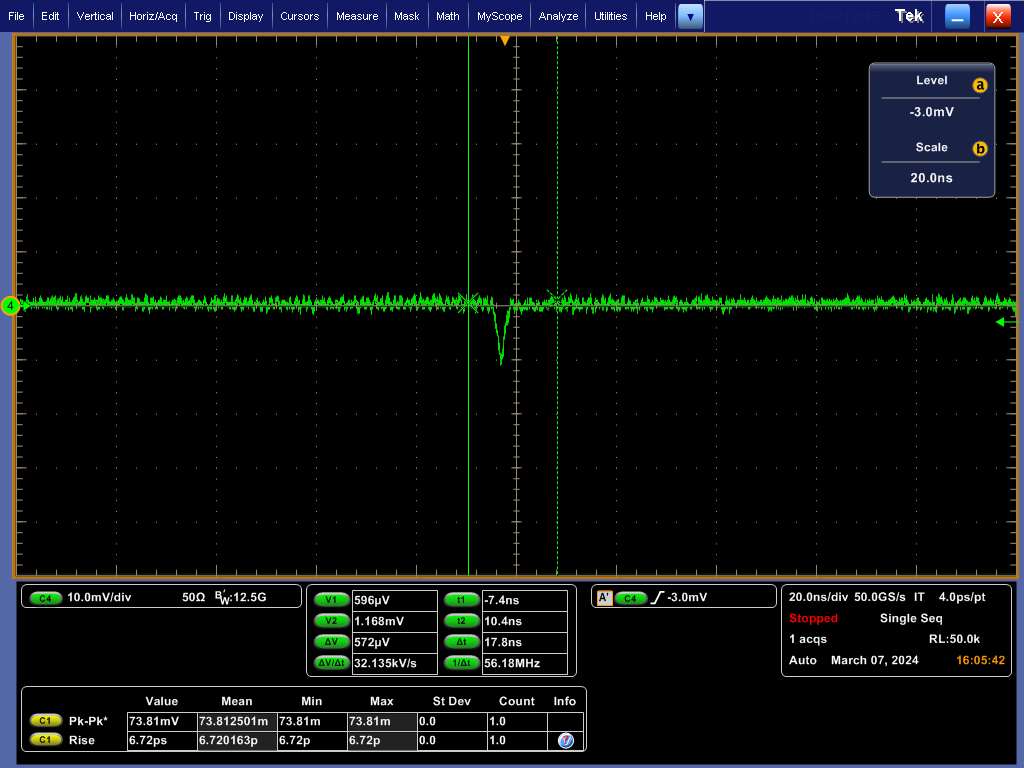 File Edit Vertical Horiz/Acq Trig Display Cursors Measure Mask Math MyScope Analyze Utilities Help Tek X
Level a
-3.0mV
Scale b
20.0ns
4
C4 10.0mV/div 50Ω BW:12.5G
V1 596µV t1 -7.4ns
V2 1.168mV t2 10.4ns
ΔV 572µV Δt 17.8ns
ΔV/Δt 32.135kV/s 1/Δt 56.18MHz
A' C4 -3.0mV
20.0ns/div 50.0GS/s IT 4.0ps/pt
Stopped Single Seq
1 acqs RL:50.0k
Auto March 07, 2024 16:05:42
Value Mean Min Max St Dev Count Info
C1 Pk-Pk* 73.81mV 73.812501m 73.81m 73.81m 0.0 1.0
C1 Rise 6.72ps 6.720163p 6.72p 6.72p 0.0 1.0